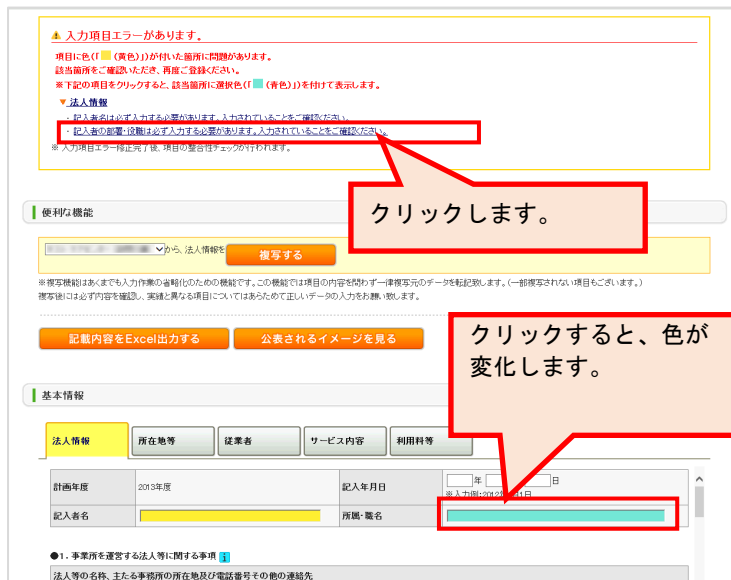 入力項目エラーがあります。
項目に色(「 (黄色)」)が付いた箇所に問題があります。
該当箇所をご確認いただき、再度ご登録ください。
※下記の項目をクリックすると、該当箇所に選択色(「 (青色)」)を付けて表示します。
▼法人情報
・記入者名は必ず入力する必要があります。入力されていることをご確認ください。
・記入者の部署・役職は必ず入力する必要があります。入力されていることをご確認ください。
※ 入力項目エラー修正完了後、項目の整合性チェックが行われます。
クリックします。
便利な機能
から、法人情報を
複写する
※複写機能はあくまでも入力作業の省略化のための機能です。この機能では項目の内容を問わず一律複写元のデータを転記致します。(一部複写されない項目もございます。)
複写後には必ず内容を確認し、実績と異なる項目についてはあらためて正しいデータの入力をお願い致します。
記載内容をExcel出力する
公表されるイメージを見る
クリックすると、色が
変化します。
基本情報
法人情報 所在地等 従業者 サービス内容 利用料等
計画年度 2013年度 記入年月日 年 日
※入力例:2012
1日
記入者名 所属・職名
●1. 事業所を運営する法人等に関する事項 i
法人等の名称、主たる事務所の所在地及び電話番号その他の連絡先